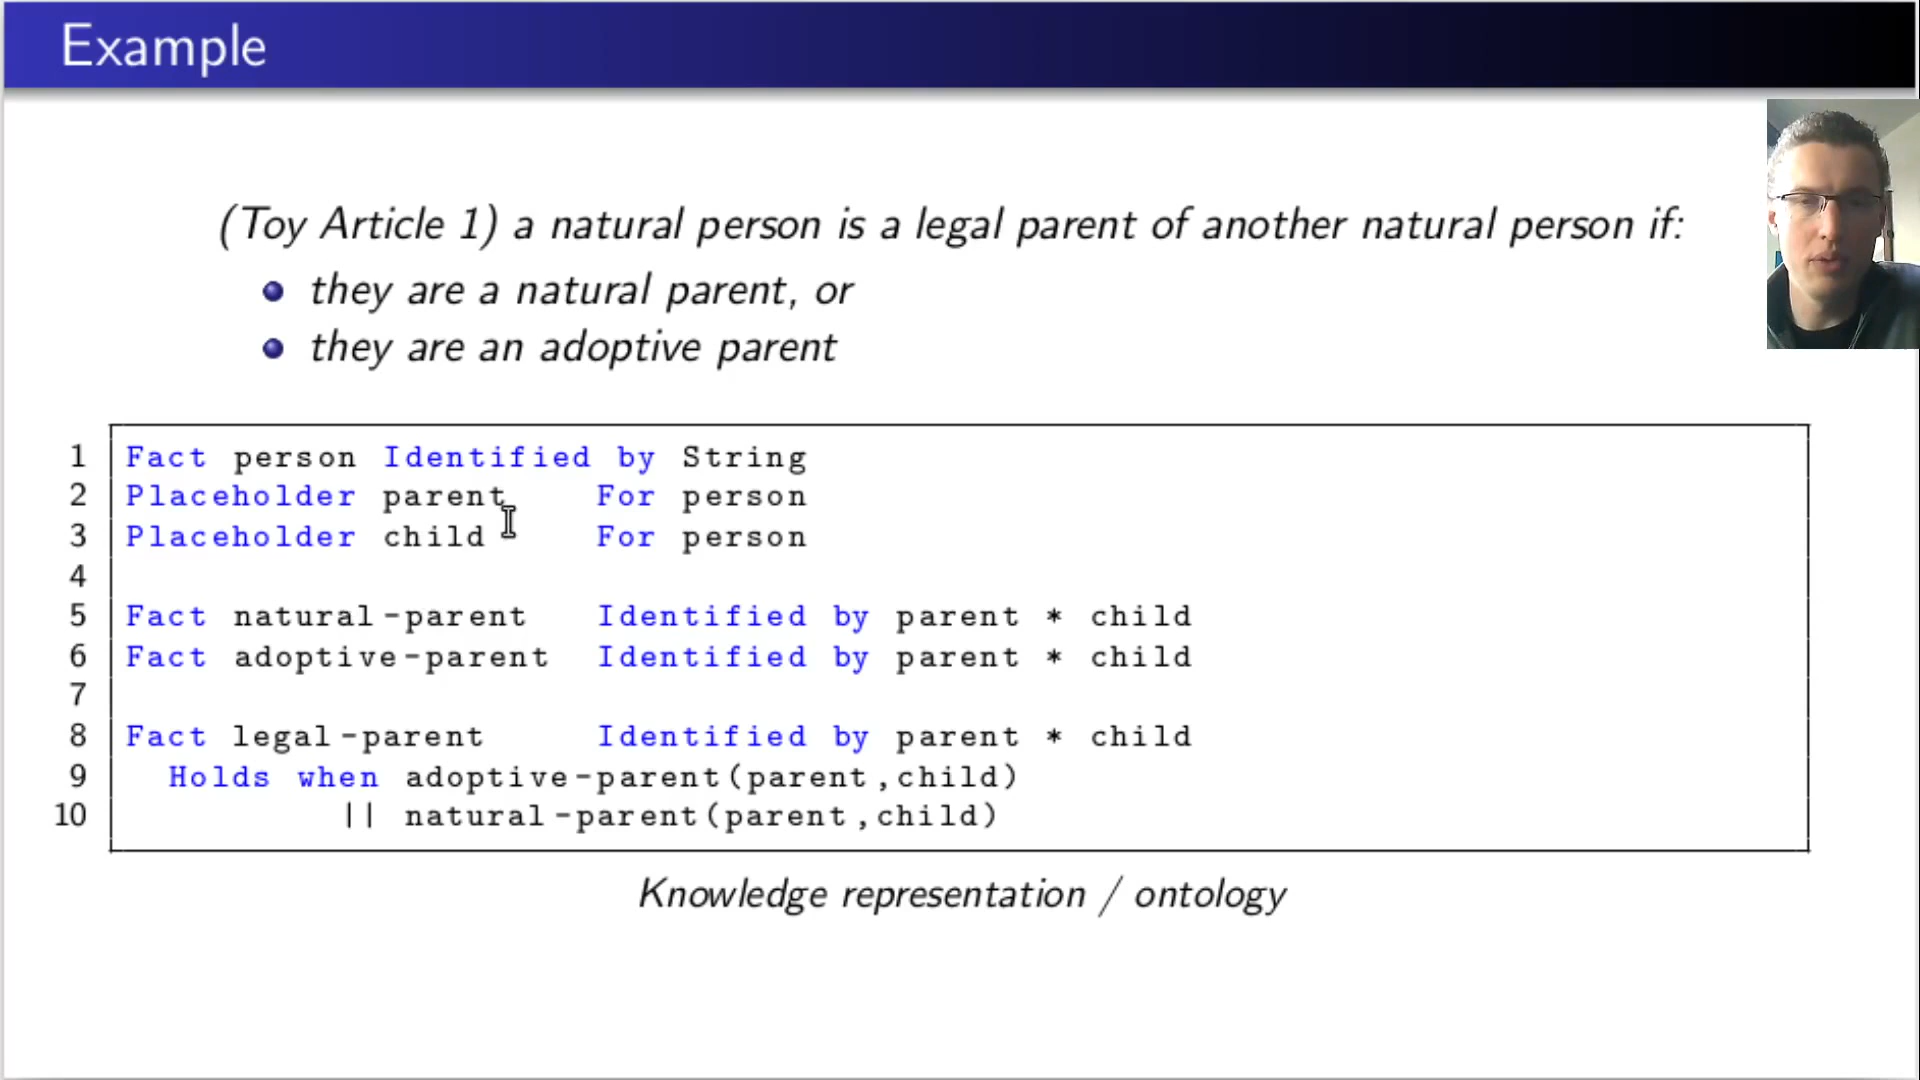 Example
(Toy Article 1) a natural person is a legal parent of another natural person if:
they are a natural parent, or
they are an adoptive parent
1 Fact person Identified by String
2 Placeholder parent For person
3 Placeholder child For person
4
5 Fact natural-parent Identified by parent * child
6 Fact adoptive-parent Identified by parent * child
7
8 Fact legal-parent Identified by parent * child
9 Holds when adoptive-parent(parent,child)
10 || natural-parent(parent,child)
Knowledge representation / ontology